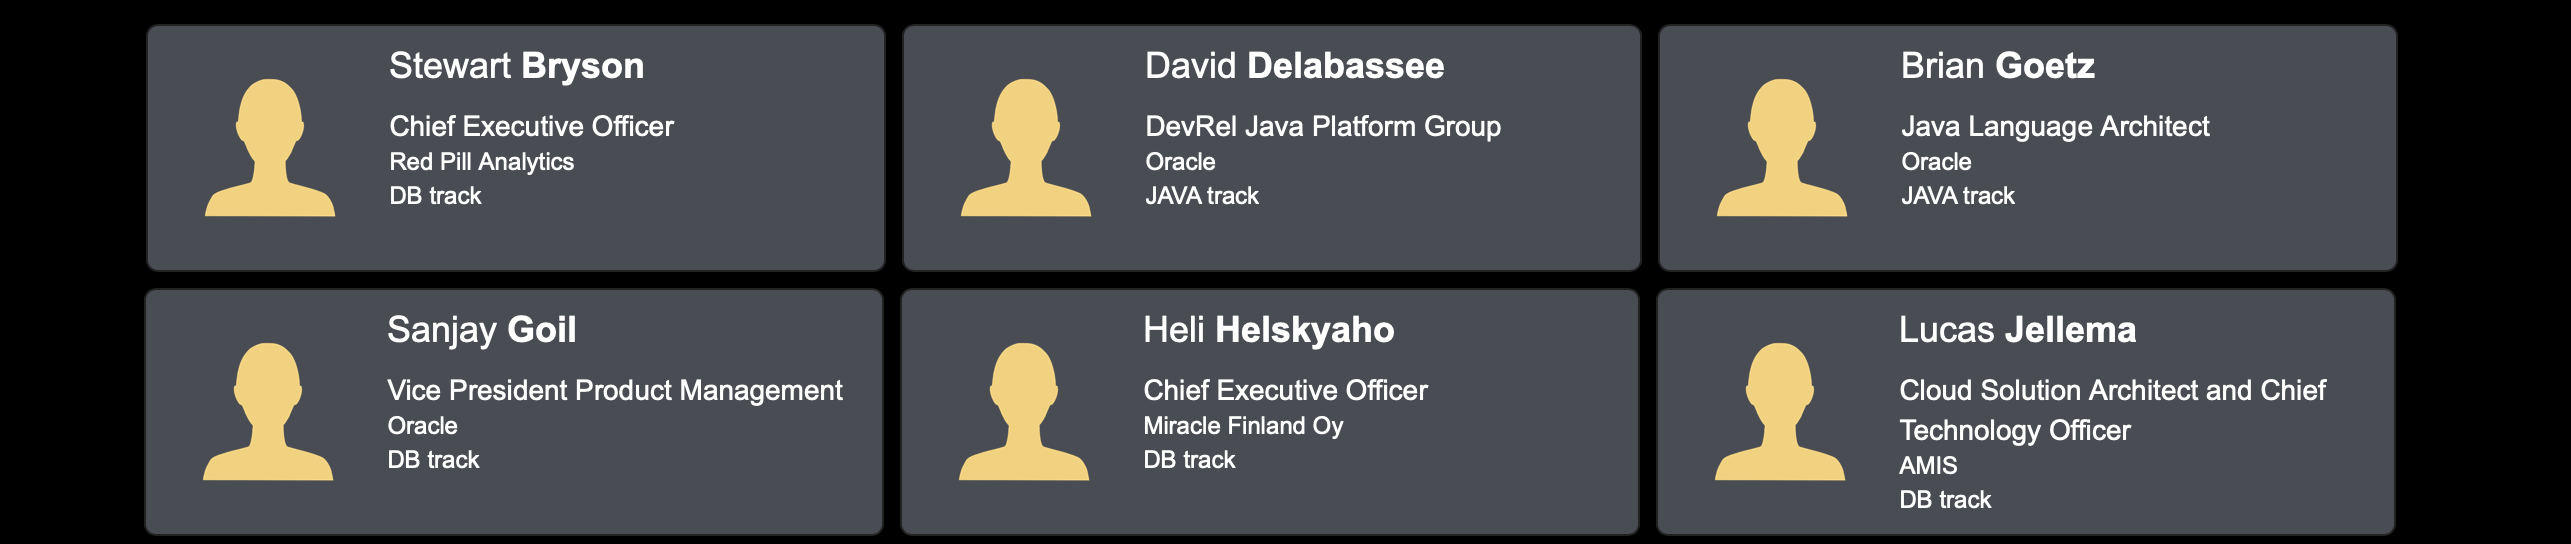 Stewart Bryson
Chief Executive Officer
Red Pill Analytics
DB track
David Delabassee
DevRel Java Platform Group
Oracle
JAVA track
Brian Goetz
Java Language Architect
Oracle
JAVA track
Sanjay Goil
Vice President Product Management
Oracle
DB track
Heli Helskyaho
Chief Executive Officer
Miracle Finland Oy
DB track
Lucas Jellema
Cloud Solution Architect and Chief
Technology Officer
AMIS
DB track